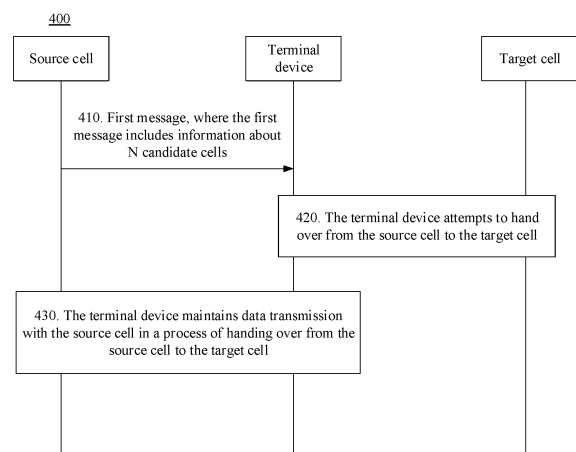 400
Source cell
Terminal
device
Target cell
410. First message, where the first
message includes information about
N candidate cells
420. The terminal device attempts to hand
over from the source cell to the target cell
430. The terminal device maintains data transmission
with the source cell in a process of handing over from the
source cell to the target cell